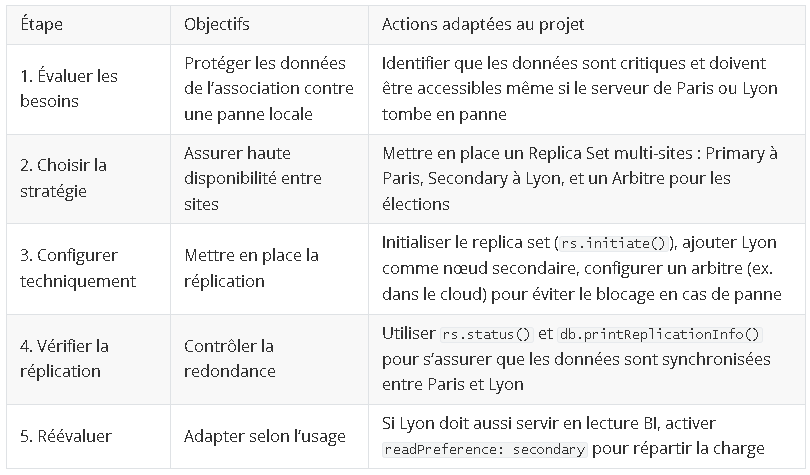 Étape Objectifs Actions adaptées au projet
1. Évaluer les
besoins
Protéger les données
de l’association contre
une panne locale
Identifier que les données sont critiques et doivent
être accessibles même si le serveur de Paris ou Lyon
tombe en panne
2. Choisir la
stratégie
Assurer haute
disponibilité entre
sites
Mettre en place un Replica Set multi-sites : Primary à
Paris, Secondary à Lyon, et un Arbitre pour les
élections
3. Configurer
techniquement
Mettre en place la
réplication
Initialiser le replica set (rs.initiate()), ajouter Lyon
comme nœud secondaire, configurer un arbitre (ex.
dans le cloud) pour éviter le blocage en cas de panne
4. Vérifier la
réplication
Contrôler la
redondance
Utiliser rs.status() et db.printReplicationInfo()
pour s’assurer que les données sont synchronisées
entre Paris et Lyon
5. Réévaluer
Adapter selon l’usage
Si Lyon doit aussi servir en lecture BI, activer
readPreference: secondary pour répartir la charge